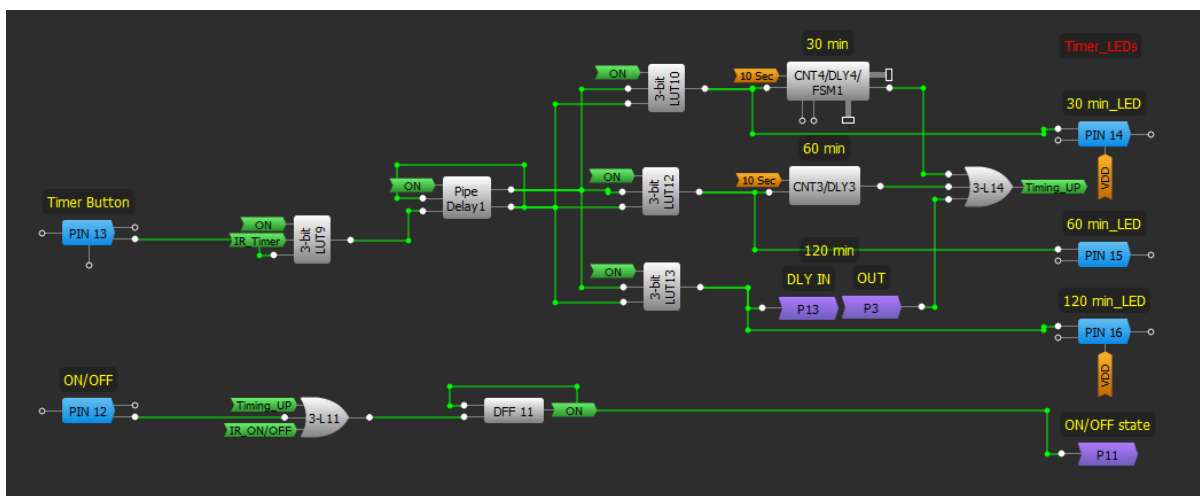 30 min
Timer_LEDs
ON
3-bit
LUT10
10 Sec
CNT4/DLY4/
FSM1
30 min_LED
PIN 14
VDD
60 min
ON
Pipe
Delay1
ON
3-bit
LUT12
10 Sec
CNT3/DLY3
3-L14
Timing_UP
Timer Button
PIN 13
ON
IR_Timer
3-bit
LUT9
60 min_LED
PIN 15
120 min
ON
3-bit
LUT13
DLY IN
OUT
P13
P3
120 min_LED
PIN 16
VDD
ON/OFF
PIN 12
Timing_UP
3-L11
IR_ON/OFF
DFF 11
ON
ON/OFF state
P11